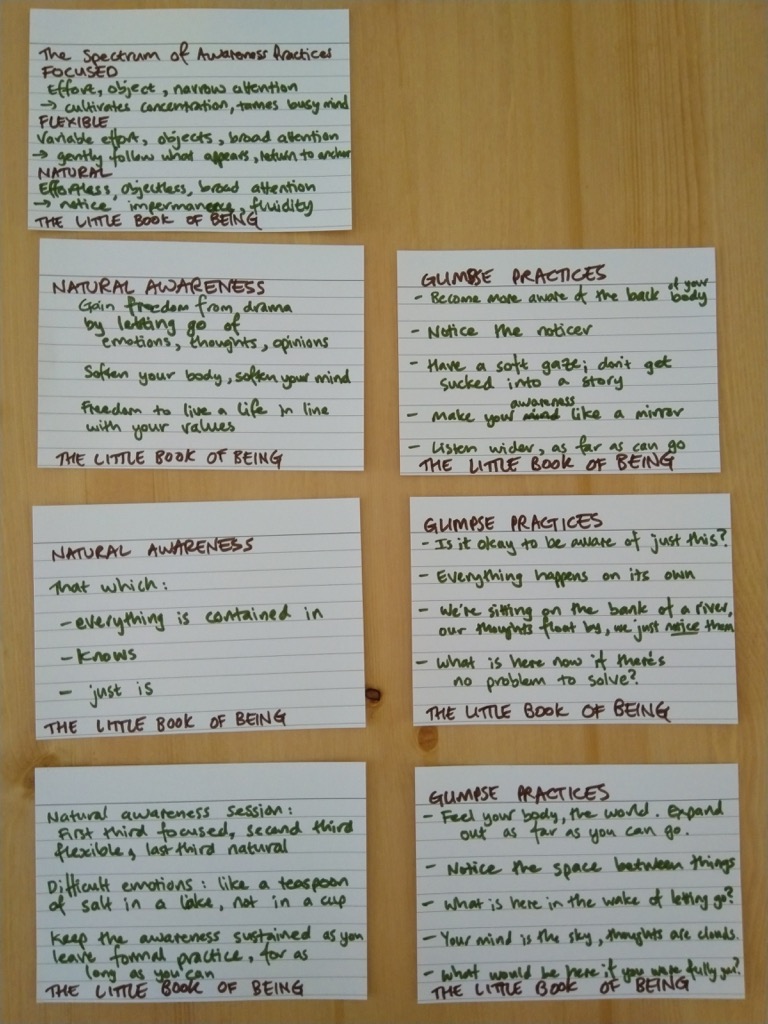 The Spectrum of Awareness Practices
FOCUSED
Effort, object, narrow attention
→ cultivates concentration, tames busy mind
FLEXIBLE
Variable effort, objects, broad attention
→ gently follow what appears, return to anchor
NATURAL
Effortless, objectless, broad attention
→ notice impermanence, fluidity
THE LITTLE BOOK OF BEING
NATURAL AWARENESS
Gain freedom from drama
by letting go of
emotions, thoughts, opinions
Soften your body, soften your mind
Freedom to live a life in line
with your values
THE LITTLE BOOK OF BEING
GLIMPSE PRACTICES
- Become more aware of the back of your body
- Notice the noticer
- Have a soft gaze; don't get
sucked into a story
- Make your awareness like a mirror
- Listen wider, as far as can go
THE LITTLE BOOK OF BEING
NATURAL AWARENESS
That which:
- everything is contained in
- knows
- just is
THE LITTLE BOOK OF BEING
GLIMPSE PRACTICES
- Is it okay to be aware of just this?
- Everything happens on its own
- We're sitting on the bank of a river,
our thoughts float by, we just notice them
- What is here now if there's
no problem to solve?
THE LITTLE BOOK OF BEING
Natural awareness session:
First third focused, second third
flexible, last third natural
Difficult emotions: like a teaspoon
of salt in a lake, not in a cup
Keep the awareness sustained as you
leave formal practice, for as
long as you can
THE LITTLE BOOK OF BEING
GLIMPSE PRACTICES
- Feel your body, the world. Expand
out as far as you can go.
- Notice the space between things
- What is here in the wake of letting go?
- Your mind is the sky, thoughts are clouds.
- What would be here if you were fully you?
THE LITTLE BOOK OF BEING